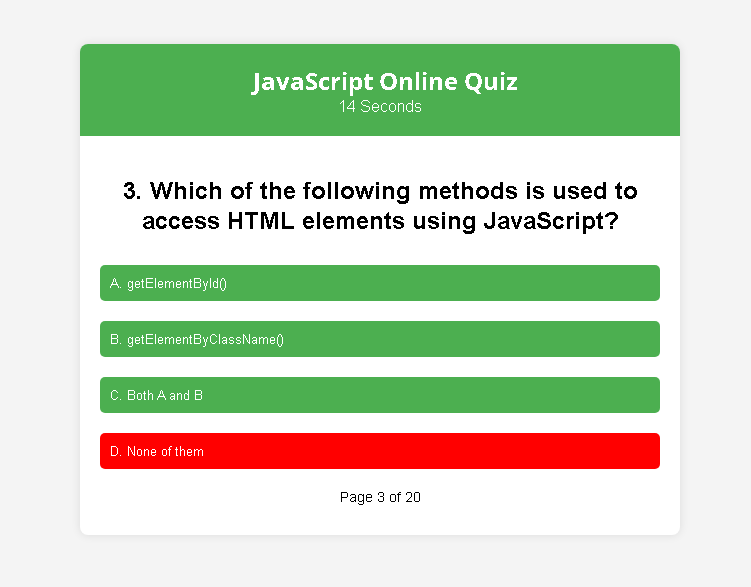 JavaScript Online Quiz
14 Seconds
3. Which of the following methods is used to
access HTML elements using JavaScript?
A. getElementById()
B. getElementByClassName()
C. Both A and B
D. None of them
Page 3 of 20